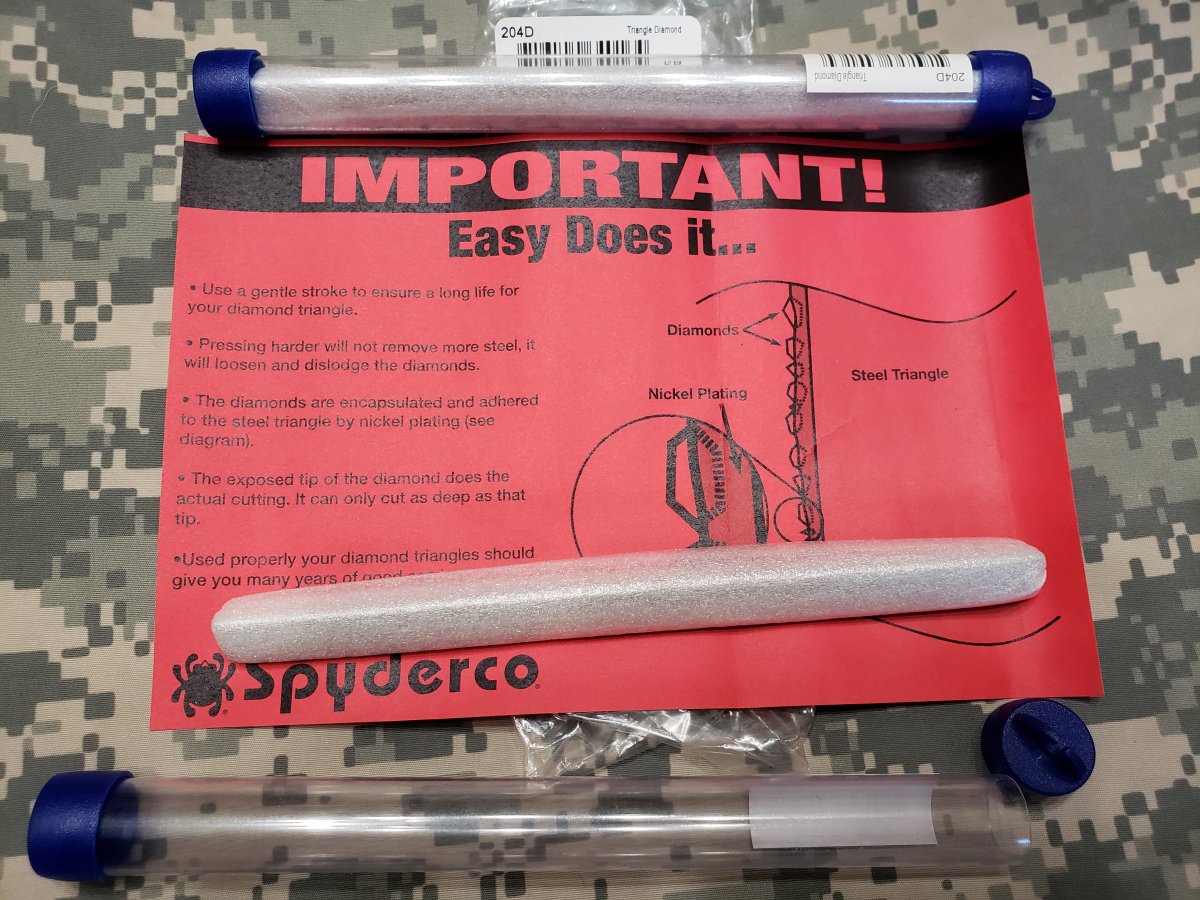 204D Triangle Diamond
204D Triangle Diamond
IMPORTANT!
Easy Does it...
• Use a gentle stroke to ensure a long life for
your diamond triangle.
• Pressing harder will not remove more steel, it
will loosen and dislodge the diamonds.
• The diamonds are encapsulated and adhered
to the steel triangle by nickel plating (see
diagram).
• The exposed tip of the diamond does the
actual cutting. It can only cut as deep as that
tip.
•Used properly your diamond triangles should
give you many years of good
Diamonds
Steel Triangle
Nickel Plating
Spyderco